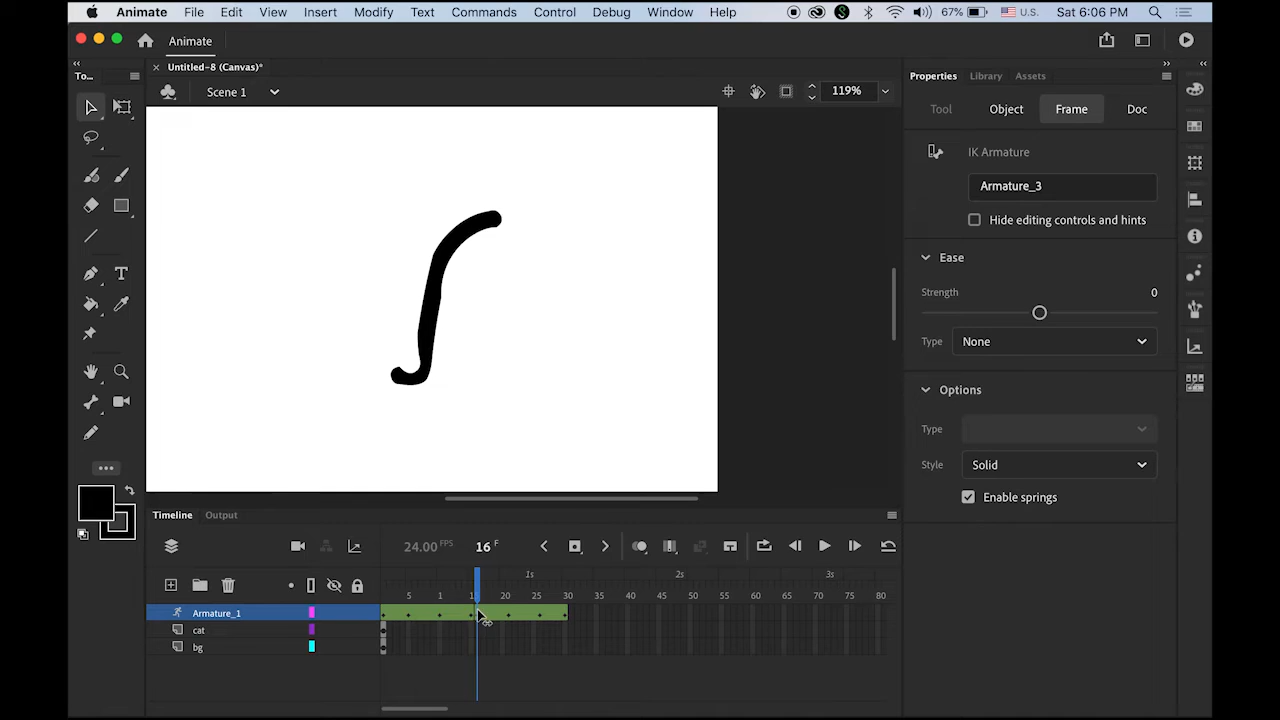 Animate File Edit View Insert Modify Text Commands Control Debug Window Help 67% U.S. Sat 6:06 PM
Animate
To... Untitled-8 (Canvas)* Properties Library Assets
Scene 1 119%
Tool Object Frame Doc
IK Armature
Armature_3
Hide editing controls and hints
Ease
Strength 0
Type None
Options
Type
Style Solid
Enable springs
Timeline Output
24.00 FPS 16 F
1s 2s 3s
5 1 15 20 25 30 35 40 45 50 55 60 65 70 75 80
Armature_1
cat
bg